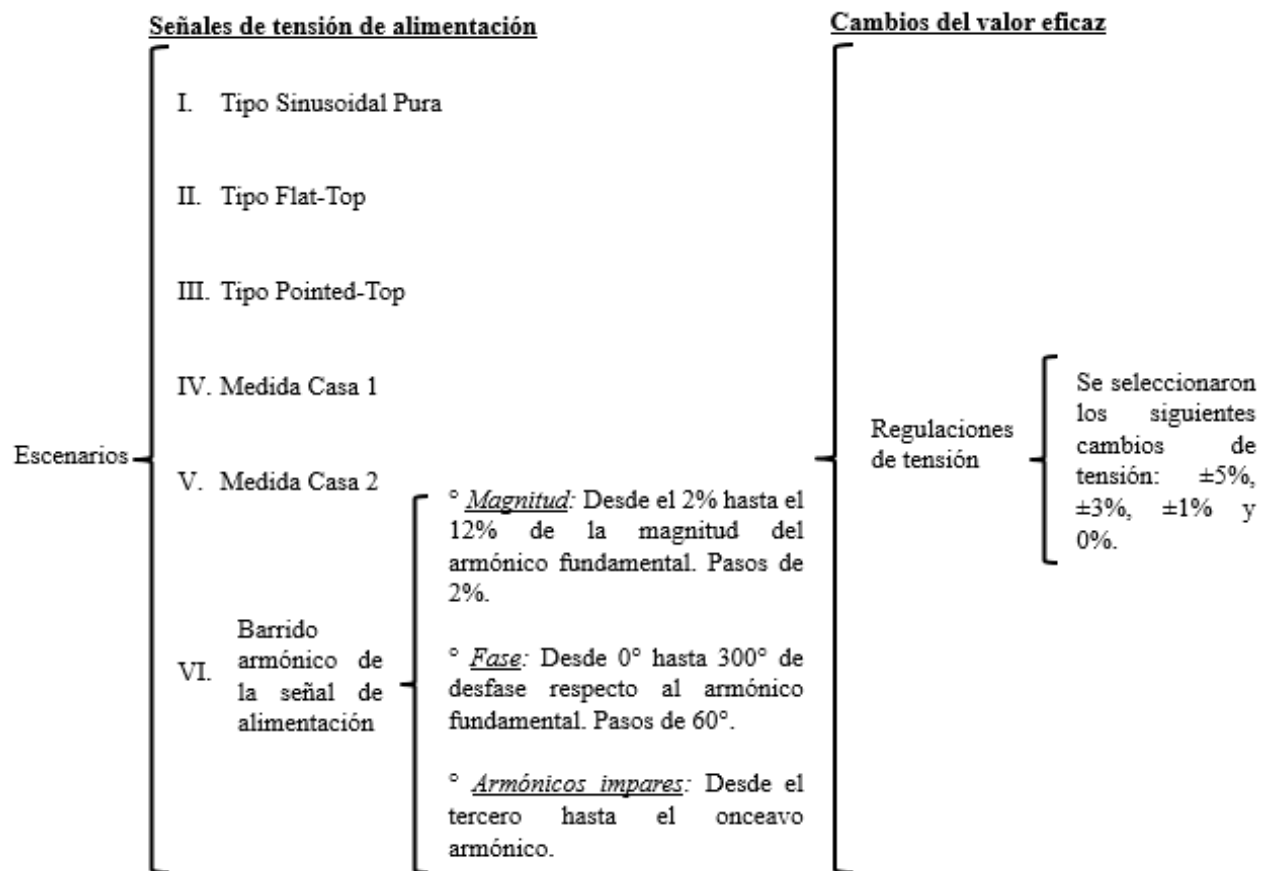 Señales de tensión de alimentación
Cambios del valor eficaz
Escenarios
I. Tipo Sinusoidal Pura
II. Tipo Flat-Top
III. Tipo Pointed-Top
IV. Medida Casa 1
V. Medida Casa 2
VI.
Barrido
armónico de
la señal de
alimentación
° Magnitud: Desde el 2% hasta el
12% de la magnitud del
armónico fundamental. Pasos de
2%.
° Fase: Desde 0° hasta 300° de
desfase respecto al armónico
fundamental. Pasos de 60°.
° Armónicos impares: Desde el
tercero hasta el onceavo
armónico.
Regulaciones
de tensión
Se seleccionaron
los siguientes
cambios de
tensión: ±5%,
±3%, ±1% y
0%.